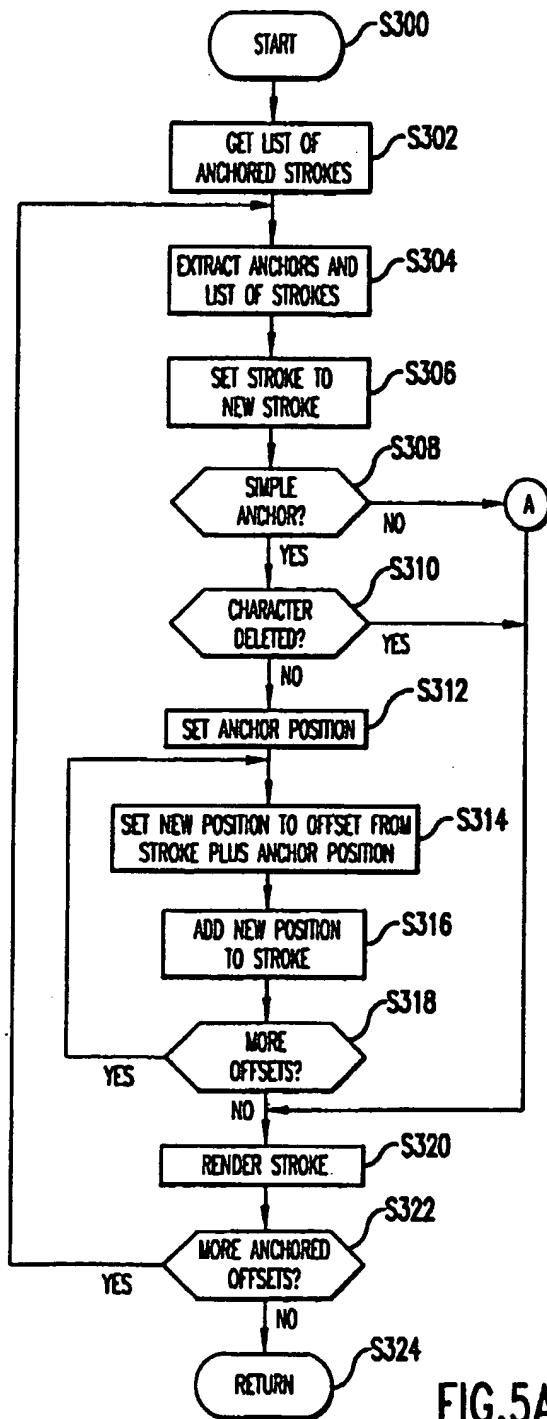 START
S300
GET LIST OF
ANCHORED STROKES
S302
EXTRACT ANCHORS AND
LIST OF STROKES
S304
SET STROKE TO
NEW STROKE
S306
SIMPLE
ANCHOR?
S308
NO
A
YES
CHARACTER
DELETED?
S310
YES
NO
SET ANCHOR POSITION
S312
SET NEW POSITION TO OFFSET FROM
STROKE PLUS ANCHOR POSITION
S314
ADD NEW POSITION
TO STROKE
S316
MORE
OFFSETS?
S318
YES
NO
RENDER STROKE
S320
MORE ANCHORED
OFFSETS?
S322
YES
NO
RETURN
S324
FIG.5A